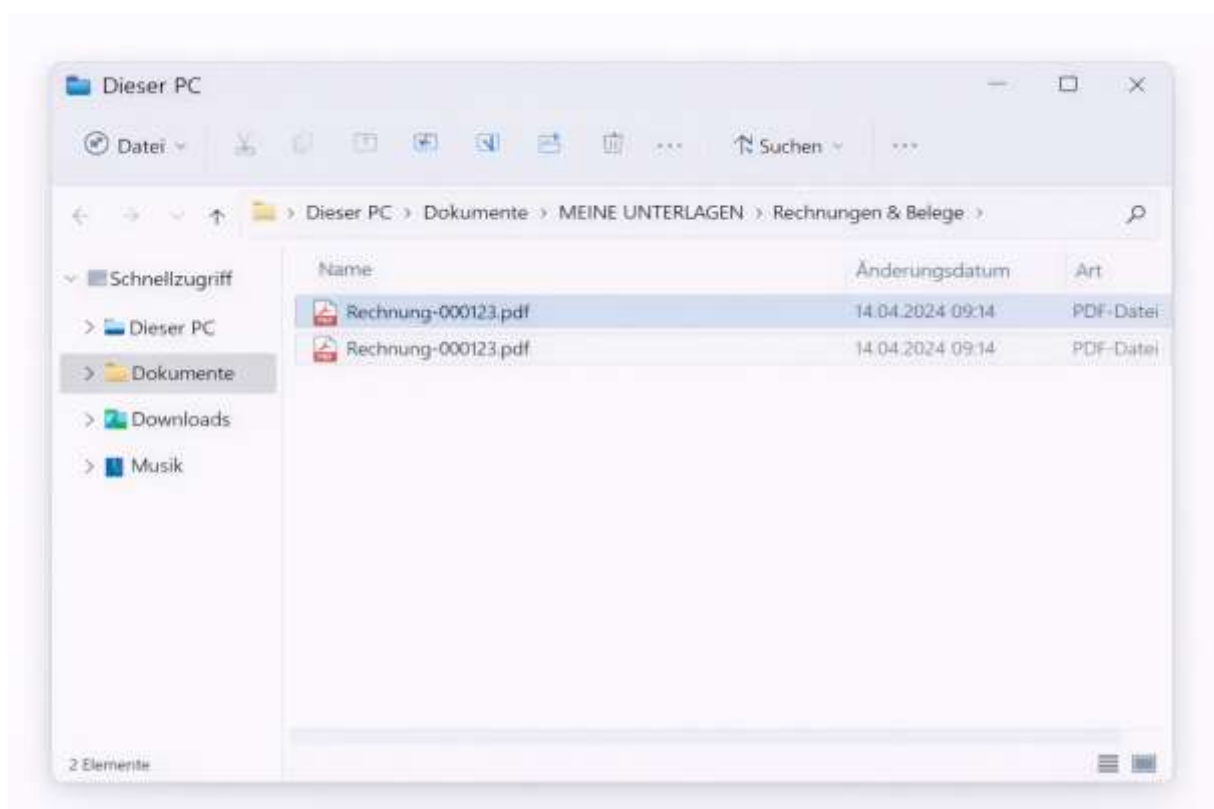 Dieser PC
Datei Suchen
Dieser PC › Dokumente › MEINE UNTERLAGEN › Rechnungen & Belege ›
Schnellzugriff
Name Änderungsdatum Art
Rechnung-000123.pdf 14.04.2024 09:14 PDF-Datei
Dieser PC
Rechnung-000123.pdf 14.04.2024 09:14 PDF-Datei
Dokumente
Downloads
Musik
2 Elemente